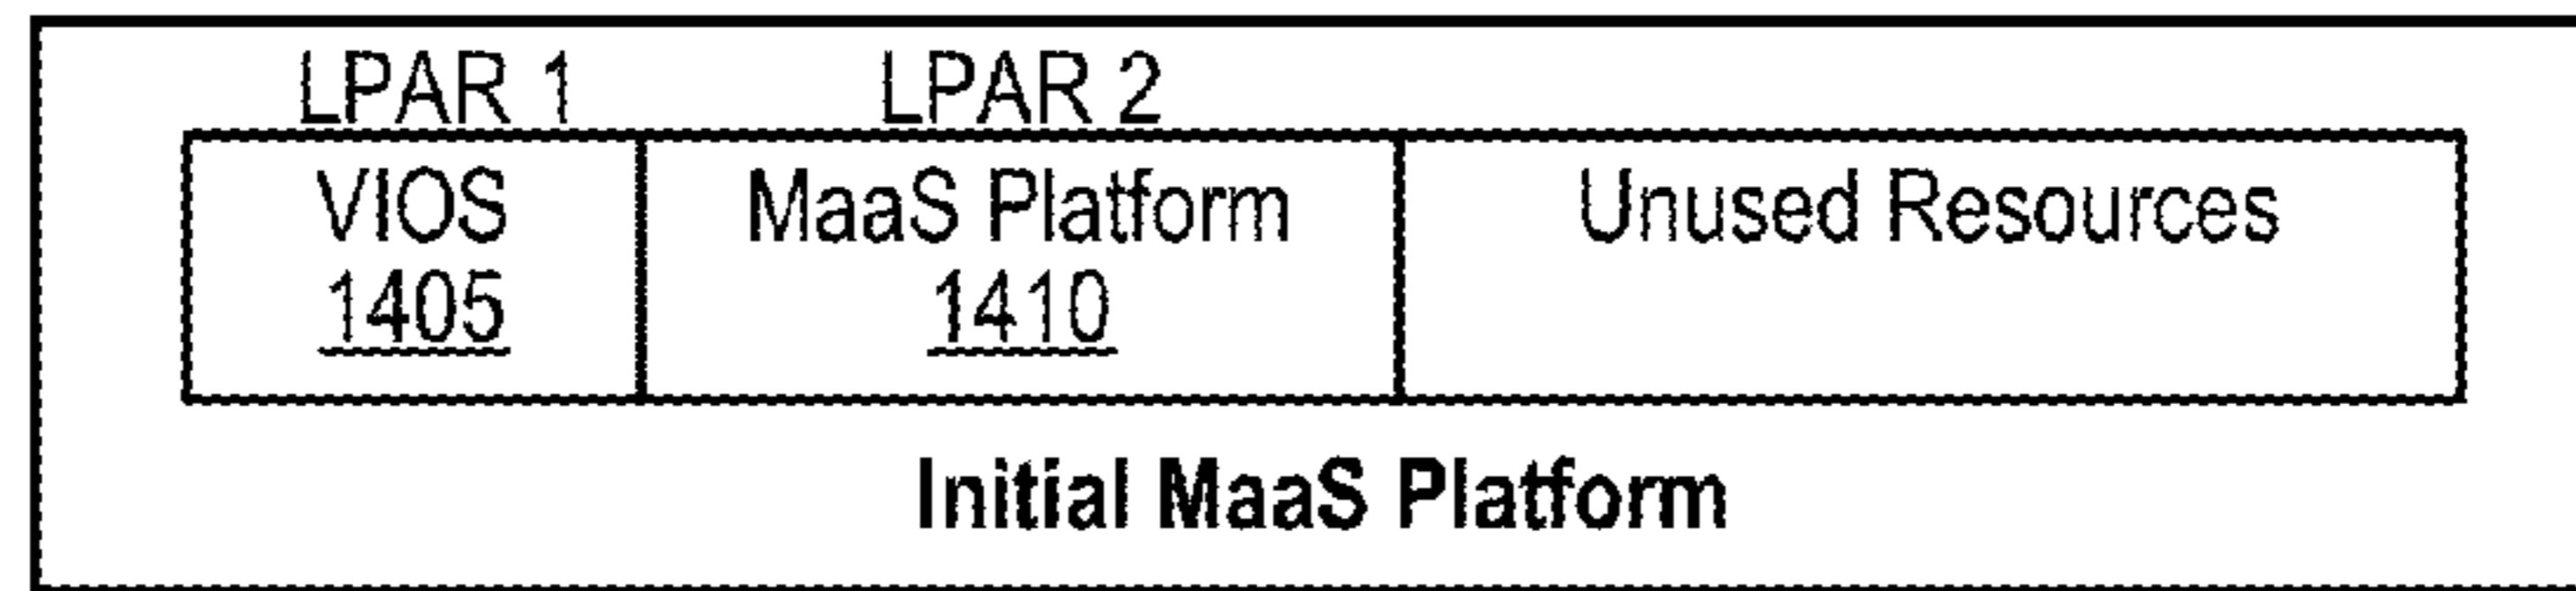 LPAR 1 LPAR 2
VIOS MaaS Platform Unused Resources
1405 1410
Initial MaaS Platform